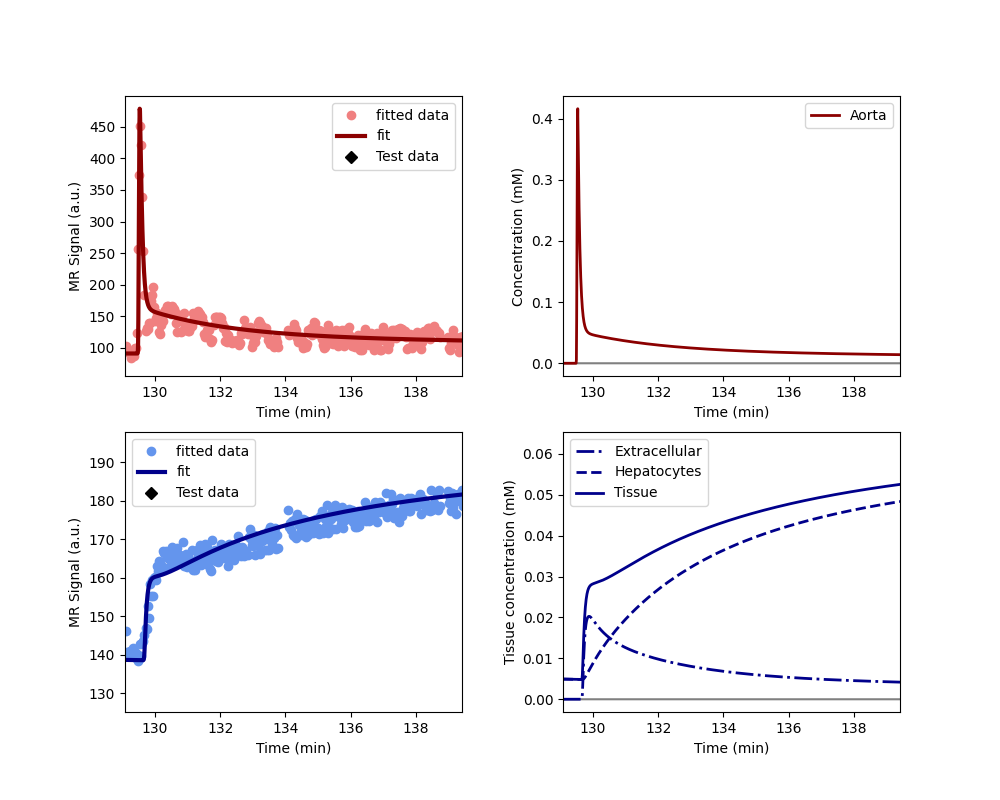 450
400
350
300
250
200
150
100
MR Signal (a.u.)
fitted data
fit
Test data
130 132 134 136 138
Time (min)
0.4
0.3
0.2
0.1
0.0
Concentration (mM)
Aorta
130 132 134 136 138
Time (min)
190
180
170
160
150
140
130
MR Signal (a.u.)
fitted data
fit
Test data
130 132 134 136 138
Time (min)
0.06
0.05
0.04
0.03
0.02
0.01
0.00
Tissue concentration (mM)
Extracellular
Hepatocytes
Tissue
130 132 134 136 138
Time (min)